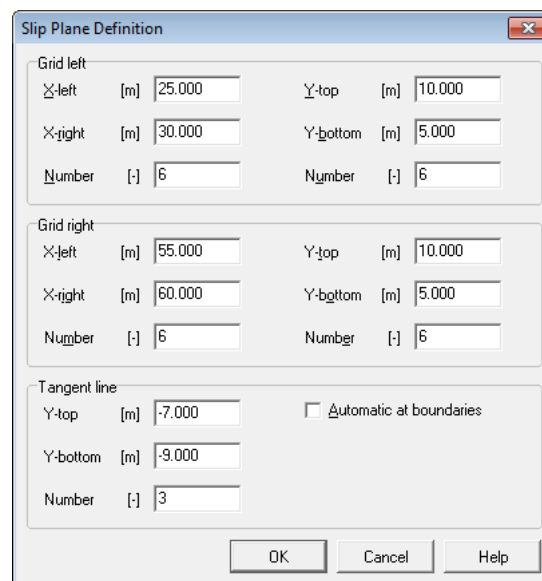 Slip Plane Definition
Grid left
X-left [m] 25.000 Y-top [m] 10.000
X-right [m] 30.000 Y-bottom [m] 5.000
Number [-] 6 Number [-] 6
Grid right
X-left [m] 55.000 Y-top [m] 10.000
X-right [m] 60.000 Y-bottom [m] 5.000
Number [-] 6 Number [-] 6
Tangent line
Y-top [m] -7.000 Automatic at boundaries
Y-bottom [m] -9.000
Number [-] 3
OK Cancel Help